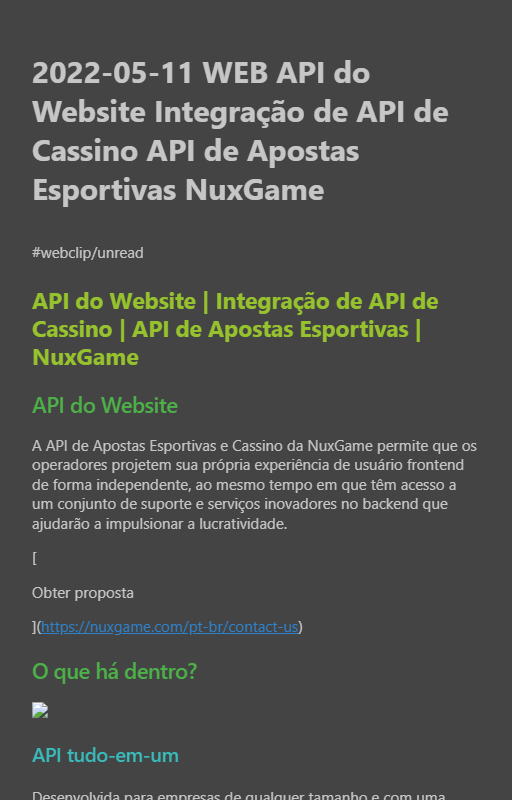 2022-05-11 WEB API do
Website Integração de API de
Cassino API de Apostas
Esportivas NuxGame
#webclip/unread
API do Website | Integração de API de
Cassino | API de Apostas Esportivas |
NuxGame
API do Website
A API de Apostas Esportivas e Cassino da NuxGame permite que os
operadores projetem sua própria experiência de usuário frontend
de forma independente, ao mesmo tempo em que têm acesso a
um conjunto de suporte e serviços inovadores no backend que
ajudarão a impulsionar a lucratividade.
[
Obter proposta
](https://nuxgame.com/pt-br/contact-us)
O que há dentro?
API tudo-em-um
Desenvolvida para empresas de qualquer tamanho e com uma